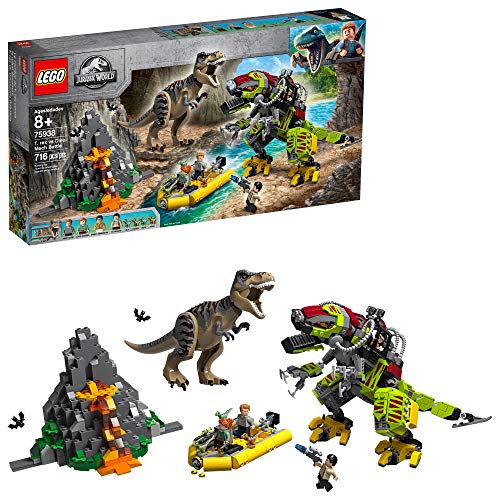 LEGO
JURASSIC WORLD
Ages/edades
8+
75938
T. rex vs Dino-
Mech Battle
716 pcs/pzs